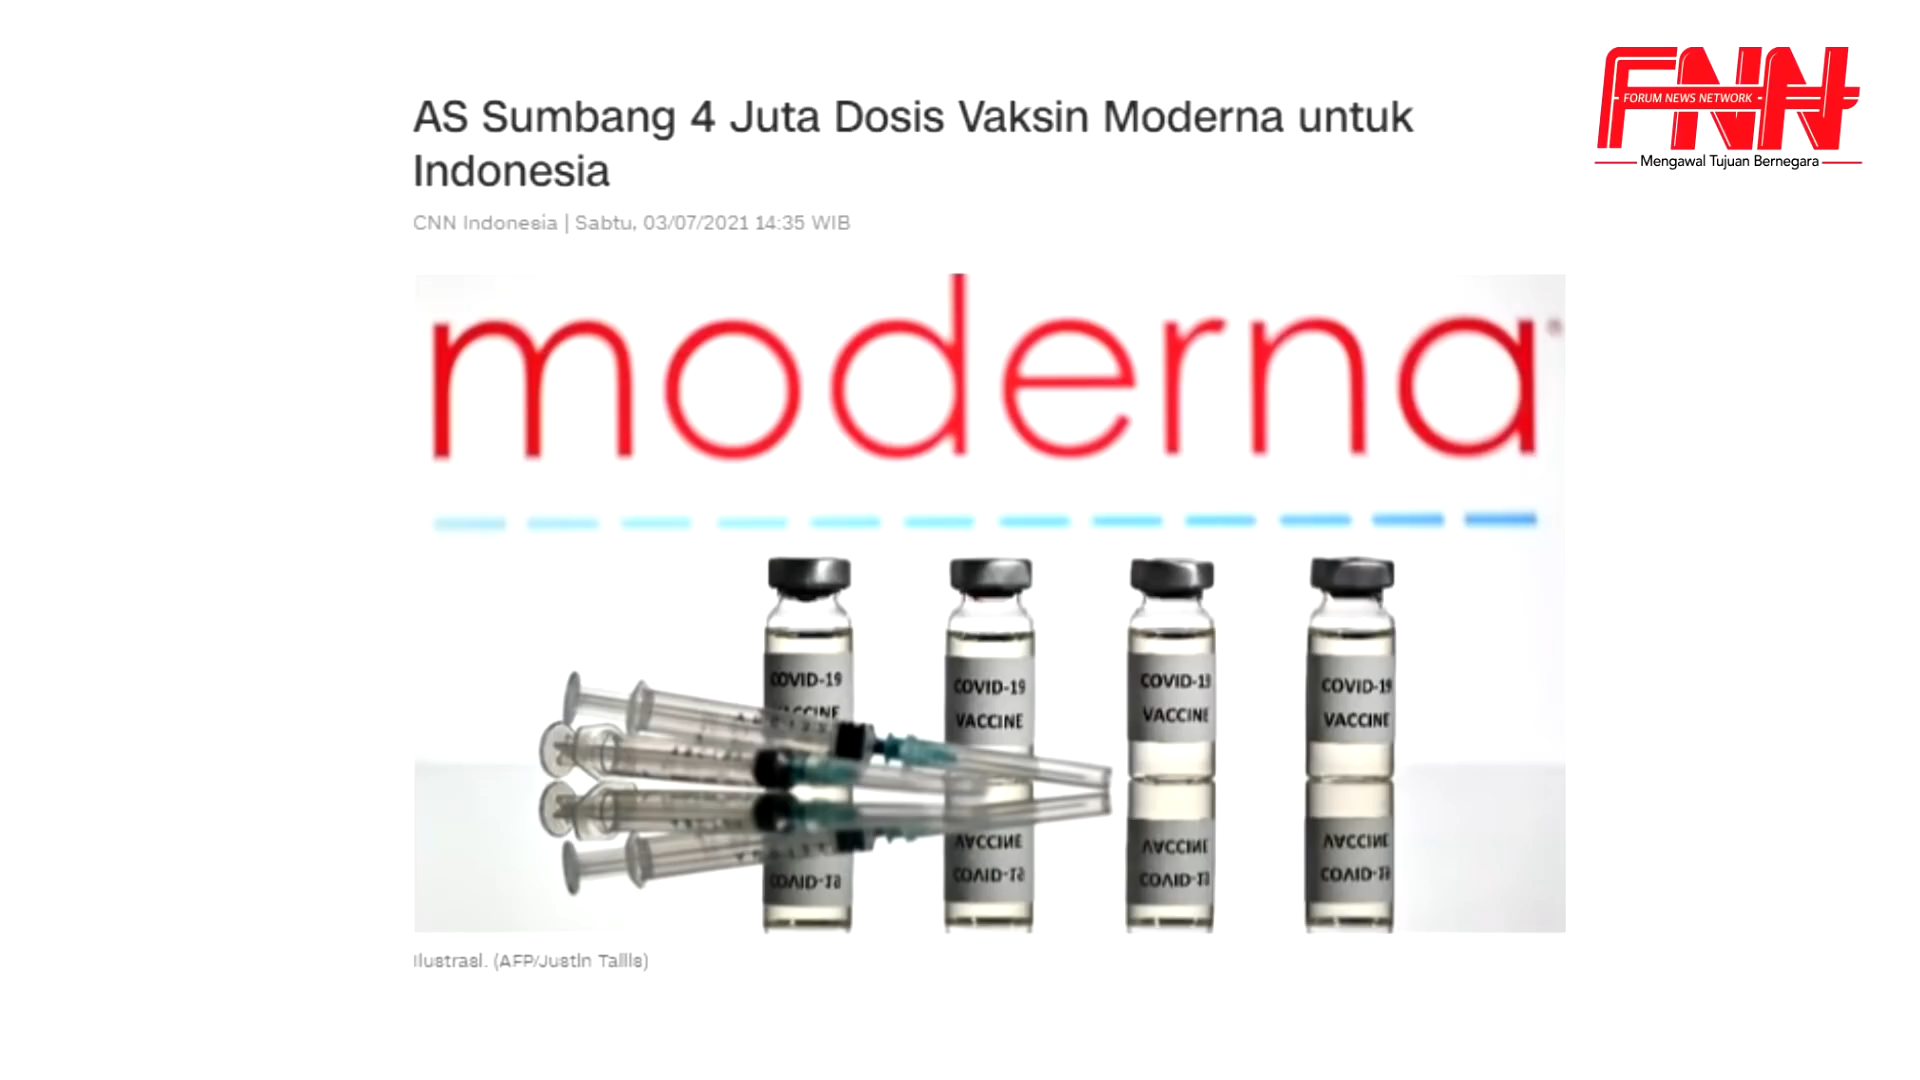 AS Sumbang 4 Juta Dosis Vaksin Moderna untuk
Indonesia
CNN Indonesia | Sabtu, 03/07/2021 14:35 WIB
FNN
FORUM NEWS NETWORK
Mengawal Tujuan Bernegara
moderna
COVID-19
VACCINE
COVID-19
VACCINE
COVID-19
VACCINE
COVID-19
VACCINE
Ilustrasi. (AFP/Justin Tallis)